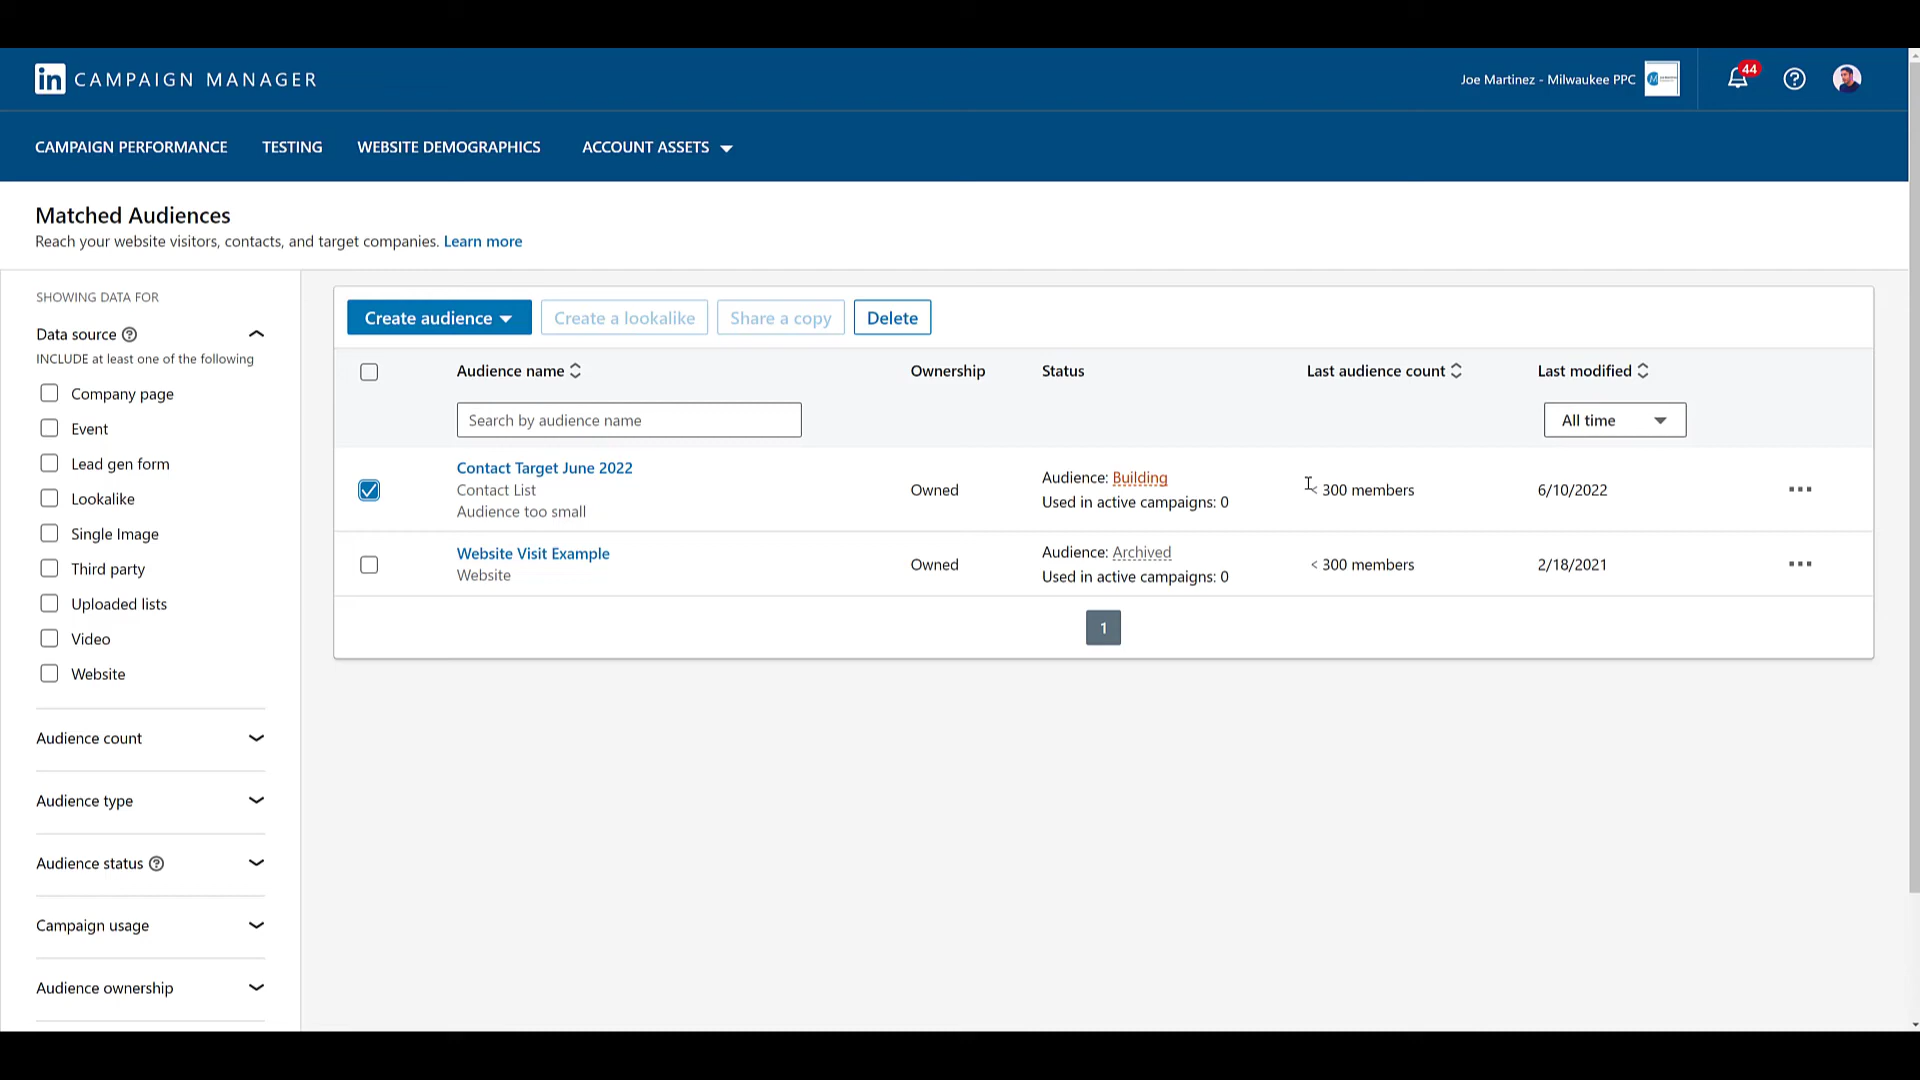 in CAMPAIGN MANAGER
Joe Martinez - Milwaukee PPC
44
CAMPAIGN PERFORMANCE TESTING WEBSITE DEMOGRAPHICS ACCOUNT ASSETS
Matched Audiences
Reach your website visitors, contacts, and target companies. Learn more
SHOWING DATA FOR
Data source
INCLUDE at least one of the following
Company page
Event
Lead gen form
Lookalike
Single Image
Third party
Uploaded lists
Video
Website
Audience count
Audience type
Audience status
Campaign usage
Audience ownership
Create audience Create a lookalike Share a copy Delete
Audience name Ownership Status Last audience count Last modified
Search by audience name All time
Contact Target June 2022
Contact List
Audience too small
Owned
Audience: Building
Used in active campaigns: 0
< 300 members
6/10/2022
Website Visit Example
Website
Owned
Audience: Archived
Used in active campaigns: 0
< 300 members
2/18/2021
1